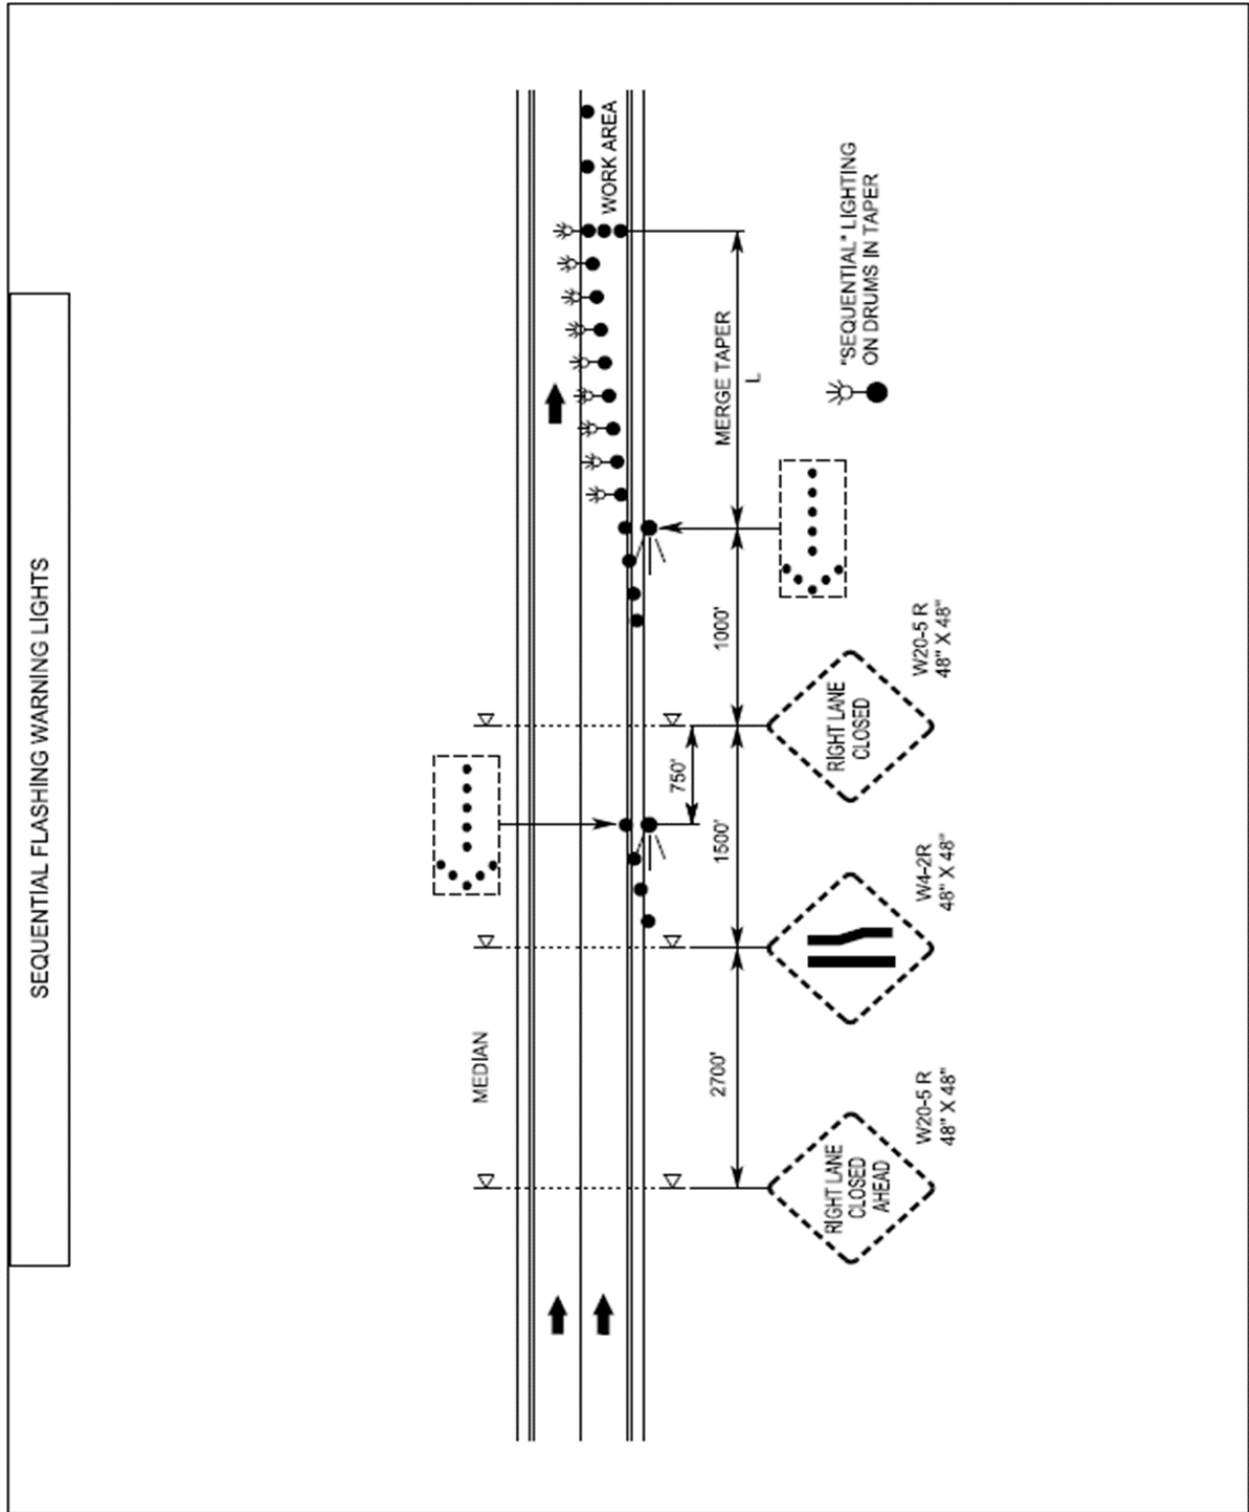 SEQUENTIAL FLASHING WARNING LIGHTS
MEDIAN
WORK AREA
MERGE TAPER
L
1000'
750'
1500'
2700'
"SEQUENTIAL" LIGHTING
ON DRUMS IN TAPER
RIGHT LANE
CLOSED
AHEAD
W20-5 R
48" X 48"
W4-2R
48" X 48"
RIGHT LANE
CLOSED
W20-5 R
48" X 48"